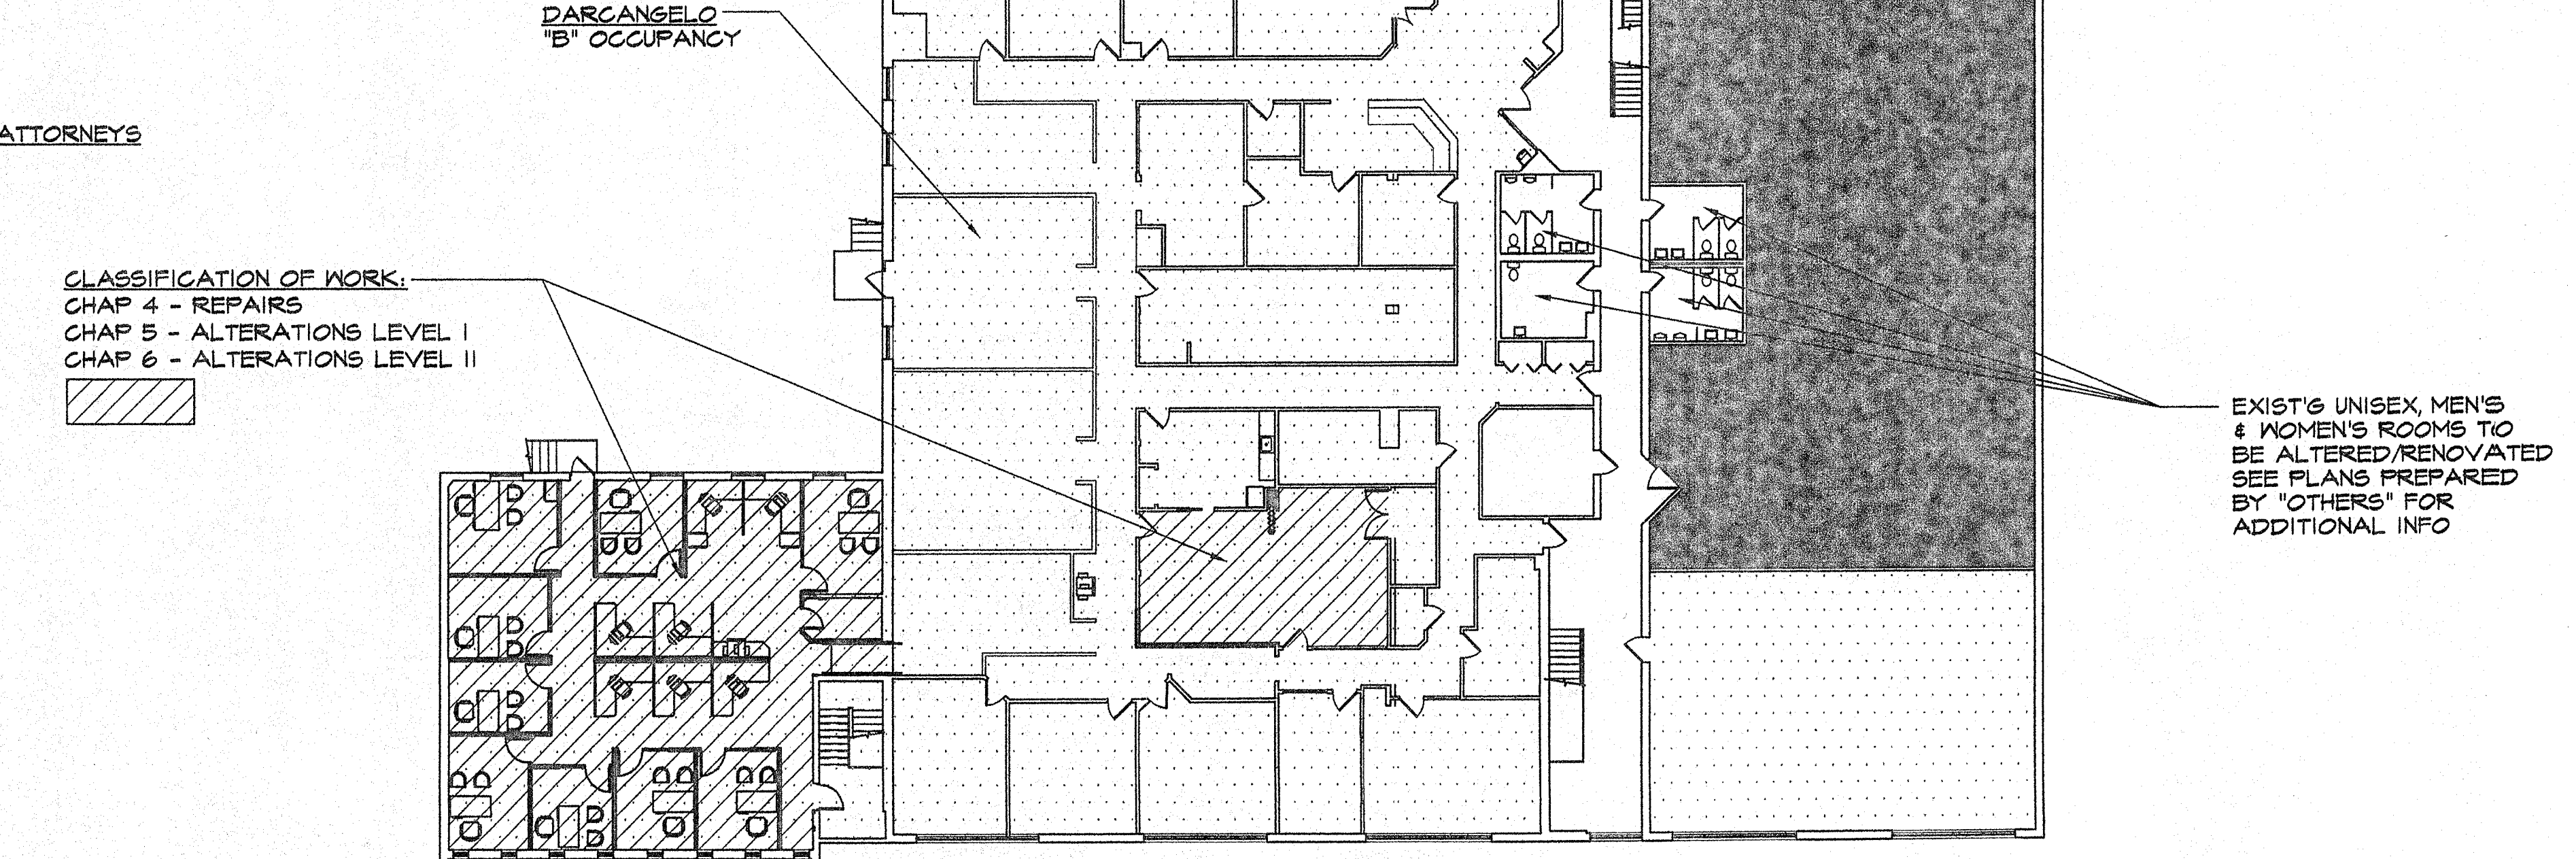 DARCANGELO
"B" OCCUPANCY
ATTORNEYS
CLASSIFICATION OF WORK:
CHAP 4 - REPAIRS
CHAP 5 - ALTERATIONS LEVEL I
CHAP 6 - ALTERATIONS LEVEL II
EXIST'G UNISEX, MEN'S
& WOMEN'S ROOMS TO
BE ALTERED/RENOVATED
SEE PLANS PREPARED
BY "OTHERS" FOR
ADDITIONAL INFO